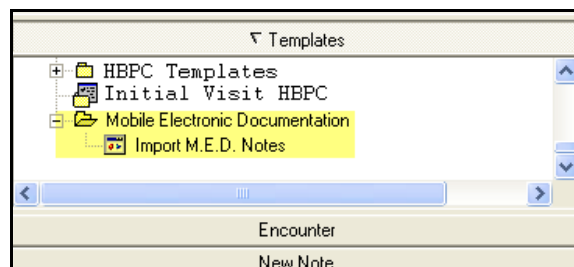 Templates
HBPC Templates
Initial Visit HBPC
Mobile Electronic Documentation
Import M.E.D. Notes
Encounter
New Note